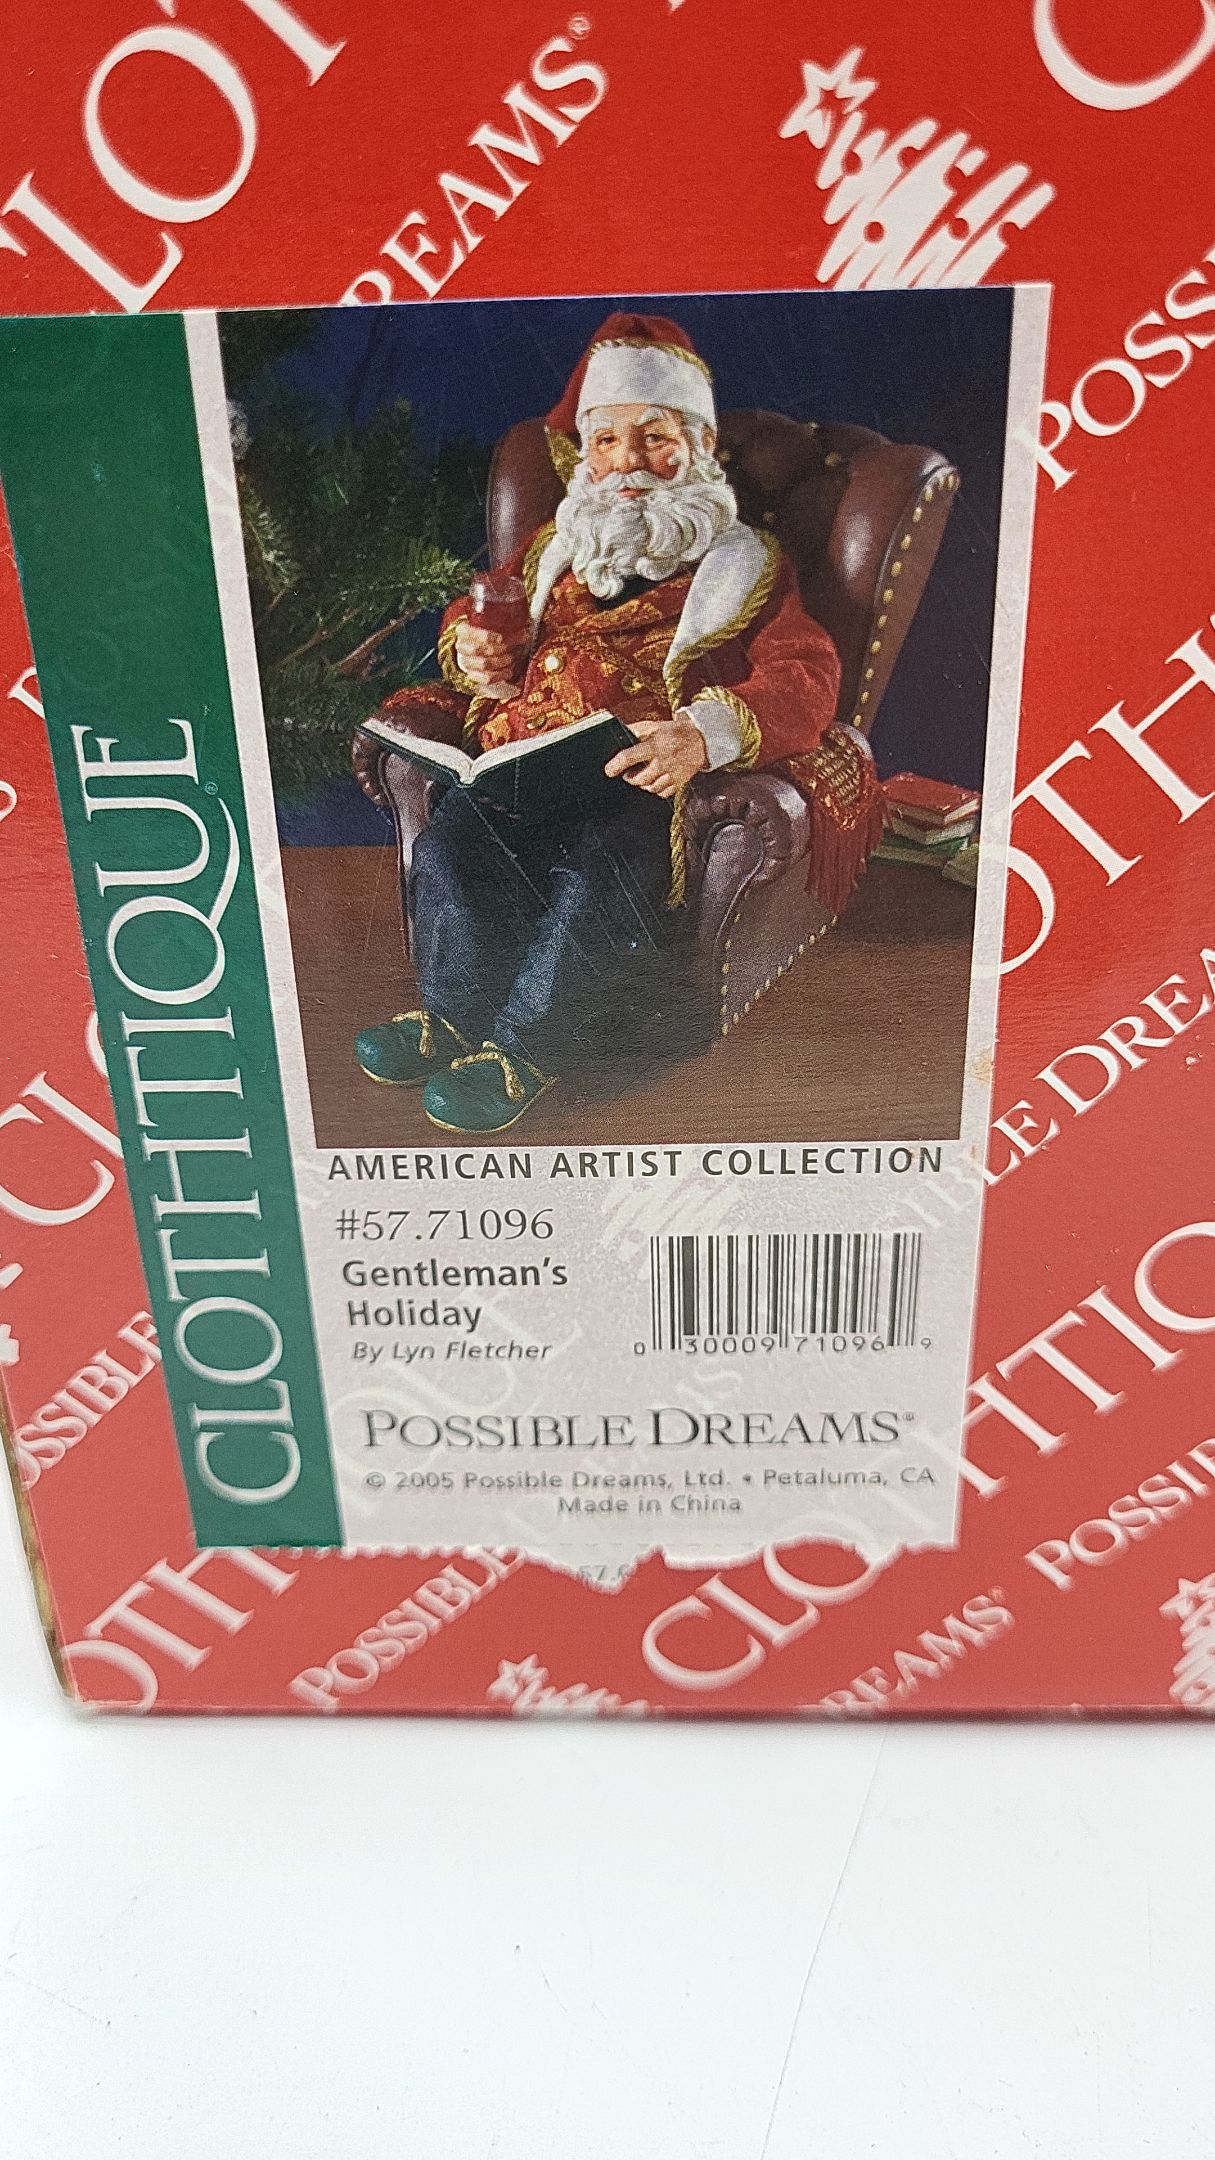 CLOTHTIQUE®
AMERICAN ARTIST COLLECTION
#57.71096
Gentleman's
Holiday
By Lyn Fletcher
0 30009 71096 9
POSSIBLE DREAMS®
© 2005 Possible Dreams, Ltd. • Petaluma, CA
Made in China